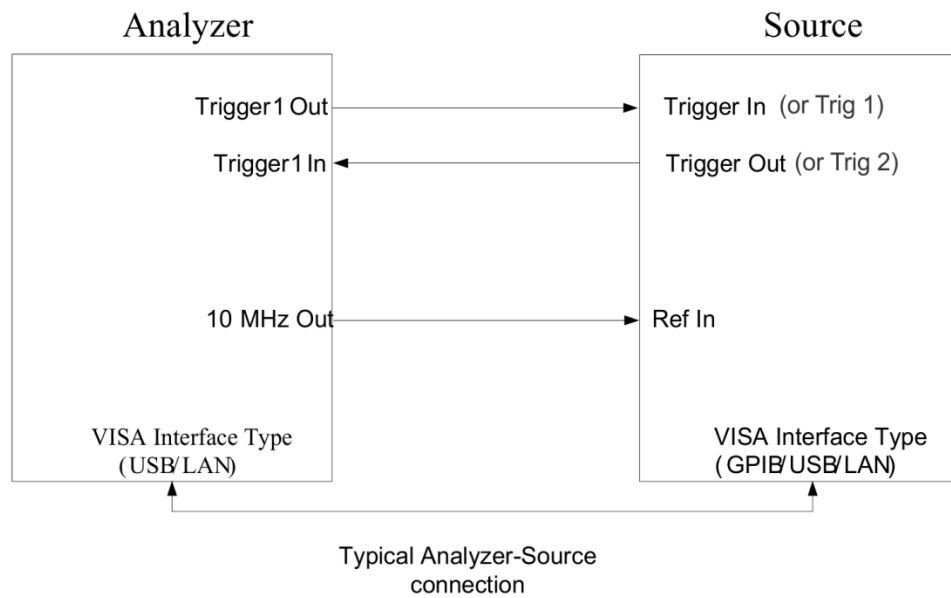 Analyzer
Source
Trigger1 Out
Trigger In (or Trig 1)
Trigger1 In
Trigger Out (or Trig 2)
10 MHz Out
Ref In
VISA Interface Type
(USB/LAN)
VISA Interface Type
(GPIB/USB/LAN)
Typical Analyzer-Source
connection